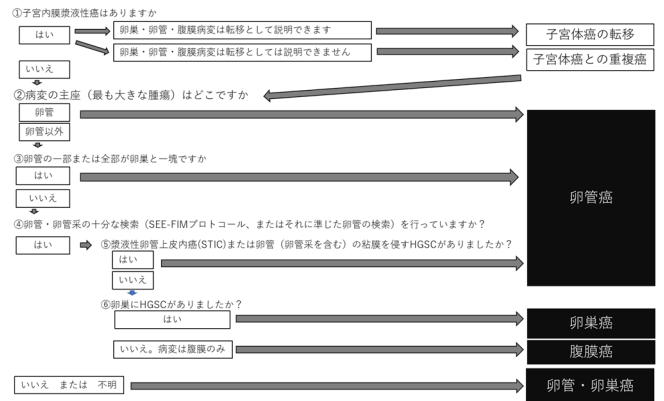 ①子宮内膜漿液性癌はありますか
はい
卵巣・卵管・腹膜病変は転移として説明できます
子宮体癌の転移
卵巣・卵管・腹膜病変は転移としては説明できません
子宮体癌との重複癌
いいえ
②病変の主座（最も大きな腫瘍）はどこですか
卵管
卵管以外
③卵管の一部または全部が卵巣と一塊ですか
はい
卵管癌
いいえ
④卵管・卵管采の十分な検索（SEE-FIMプロトコール、またはそれに準じた卵管の検索）を行っていますか？
はい
⑤漿液性卵管上皮内癌(STIC)または卵管（卵管采を含む）の粘膜を侵すHGSCがありましたか？
はい
いいえ
⑥卵巣にHGSCがありましたか？
はい
卵巣癌
いいえ。病変は腹膜のみ
腹膜癌
いいえ または 不明
卵管・卵巣癌